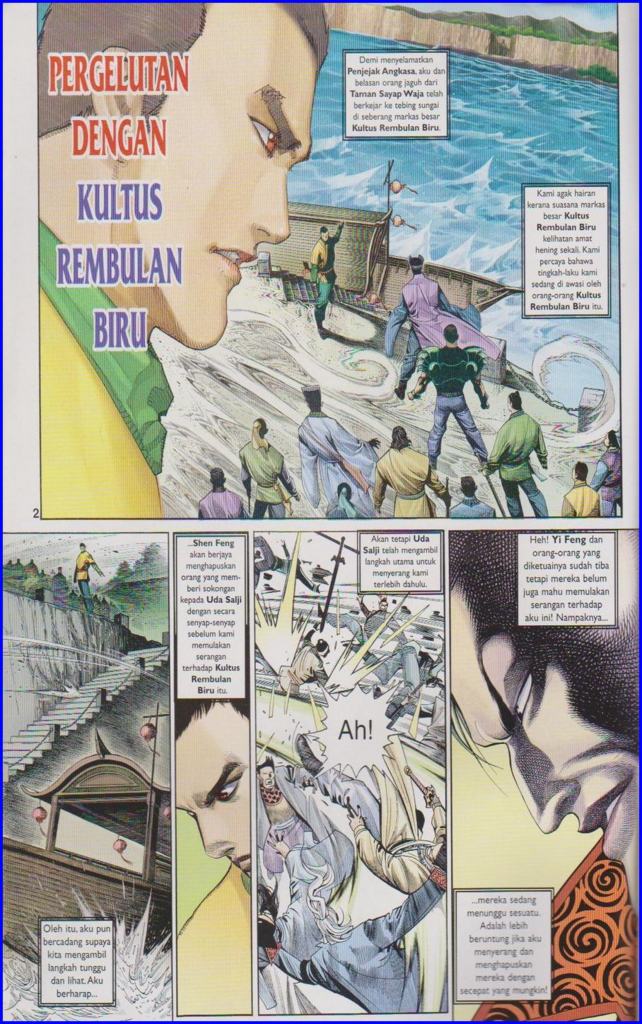 PERGELUTAN
DENGAN
KULTUS
REMBULAN
BIRU
Demi menyelamatkan
Penjejak Angkasa, aku dan
belasan orang jaguh dari
Taman Sayap Waja telah
berkejar ke tebing sungai
di seberang markas besar
Kultus Rembulan Biru.
Kami agak hairan
kerana suasana markas
besar Kultus
Rembulan Biru
kelihatan amat
hening sekali. Kami
percaya bahawa
tingkah-laku kami
sedang di awasi oleh
orang-orang Kultus
Rembulan Biru itu.
2
Oleh itu, aku pun
bercadang supaya
kita mengambil
langkah tunggu
dan lihat. Aku
berharap...
...Shen Feng
akan berjaya
menghapuskan
orang yang mem-
beri sokongan
kepada Uda Salji
dengan secara
senyap-senyap
sebelum kami
memulakan
serangan
terhadap Kultus
Rembulan
Biru itu.
Akan tetapi Uda
Salji telah mengambil
langkah utama untuk
menyerang kami
terlebih dahulu.
Ah!
Heh! Yi Feng dan
orang-orang yang
diketuainya sudah tiba
tetapi mereka belum
juga mahu memulakan
serangan terhadap
aku ini! Nampaknya...
...mereka sedang
menunggu sesuatu.
Adalah lebih
beruntung jika aku
menyerang dan
menghapuskan
mereka dengan
secepat yang mungkin!